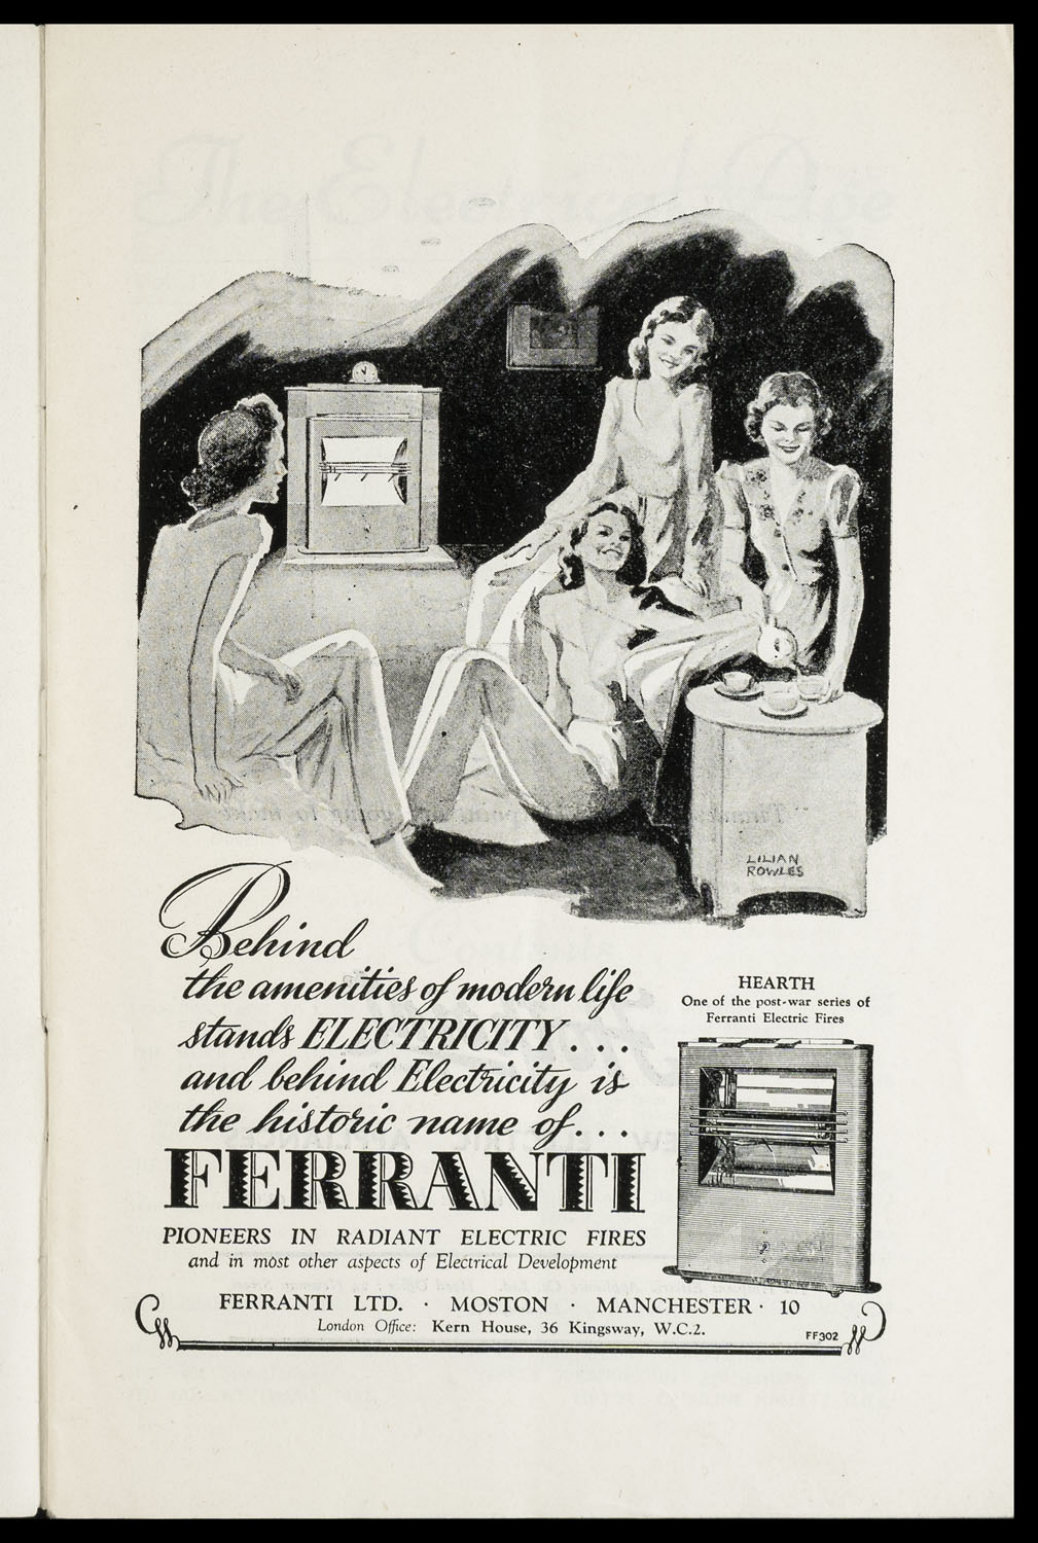 LILIAN
ROWLES
Behind
the amenities of modern life
stands ELECTRICITY...
and behind Electricity is
the historic name of...
FERRANTI
PIONEERS IN RADIANT ELECTRIC FIRES
and in most other aspects of Electrical Development
HEARTH
One of the post-war series of
Ferranti Electric Fires
FERRANTI LTD. · MOSTON · MANCHESTER · 10
London Office: Kern House, 36 Kingsway, W.C.2.
FF302